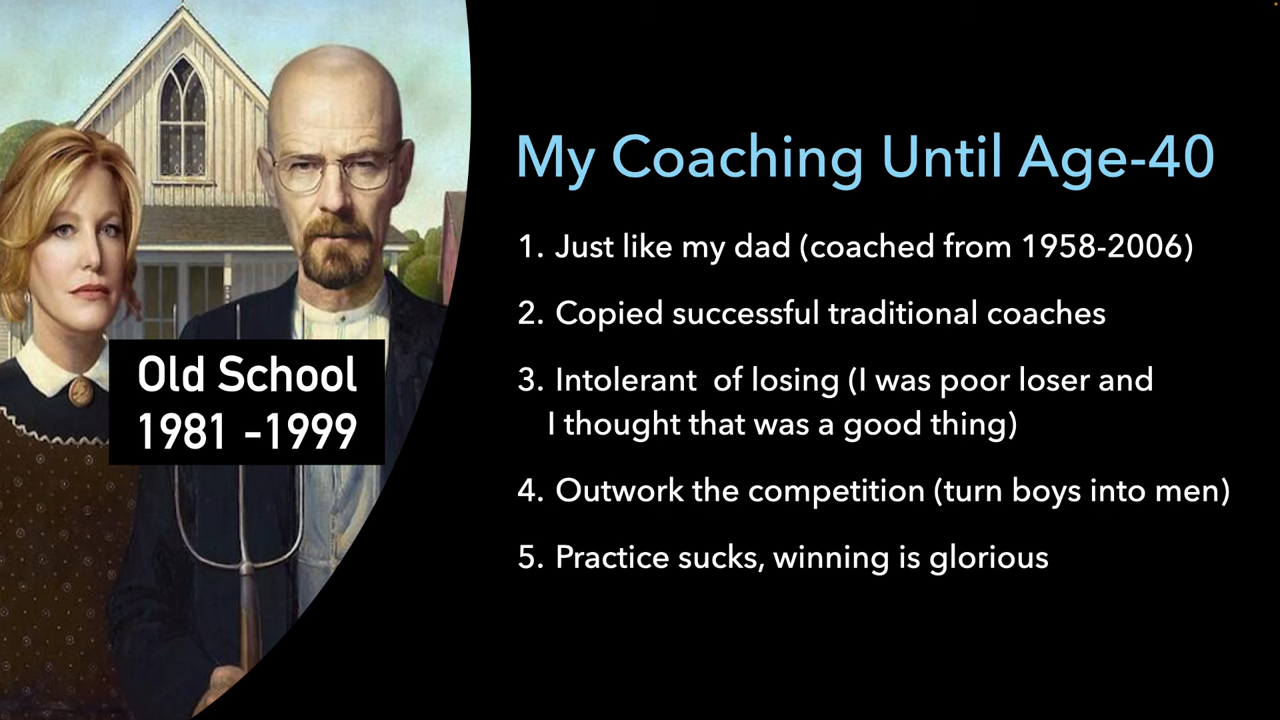 My Coaching Until Age-40
1. Just like my dad (coached from 1958-2006)
2. Copied successful traditional coaches
3. Intolerant  of losing (I was poor loser and
I thought that was a good thing)
4. Outwork the competition (turn boys into men)
5. Practice sucks, winning is glorious
Old School
1981 -1999